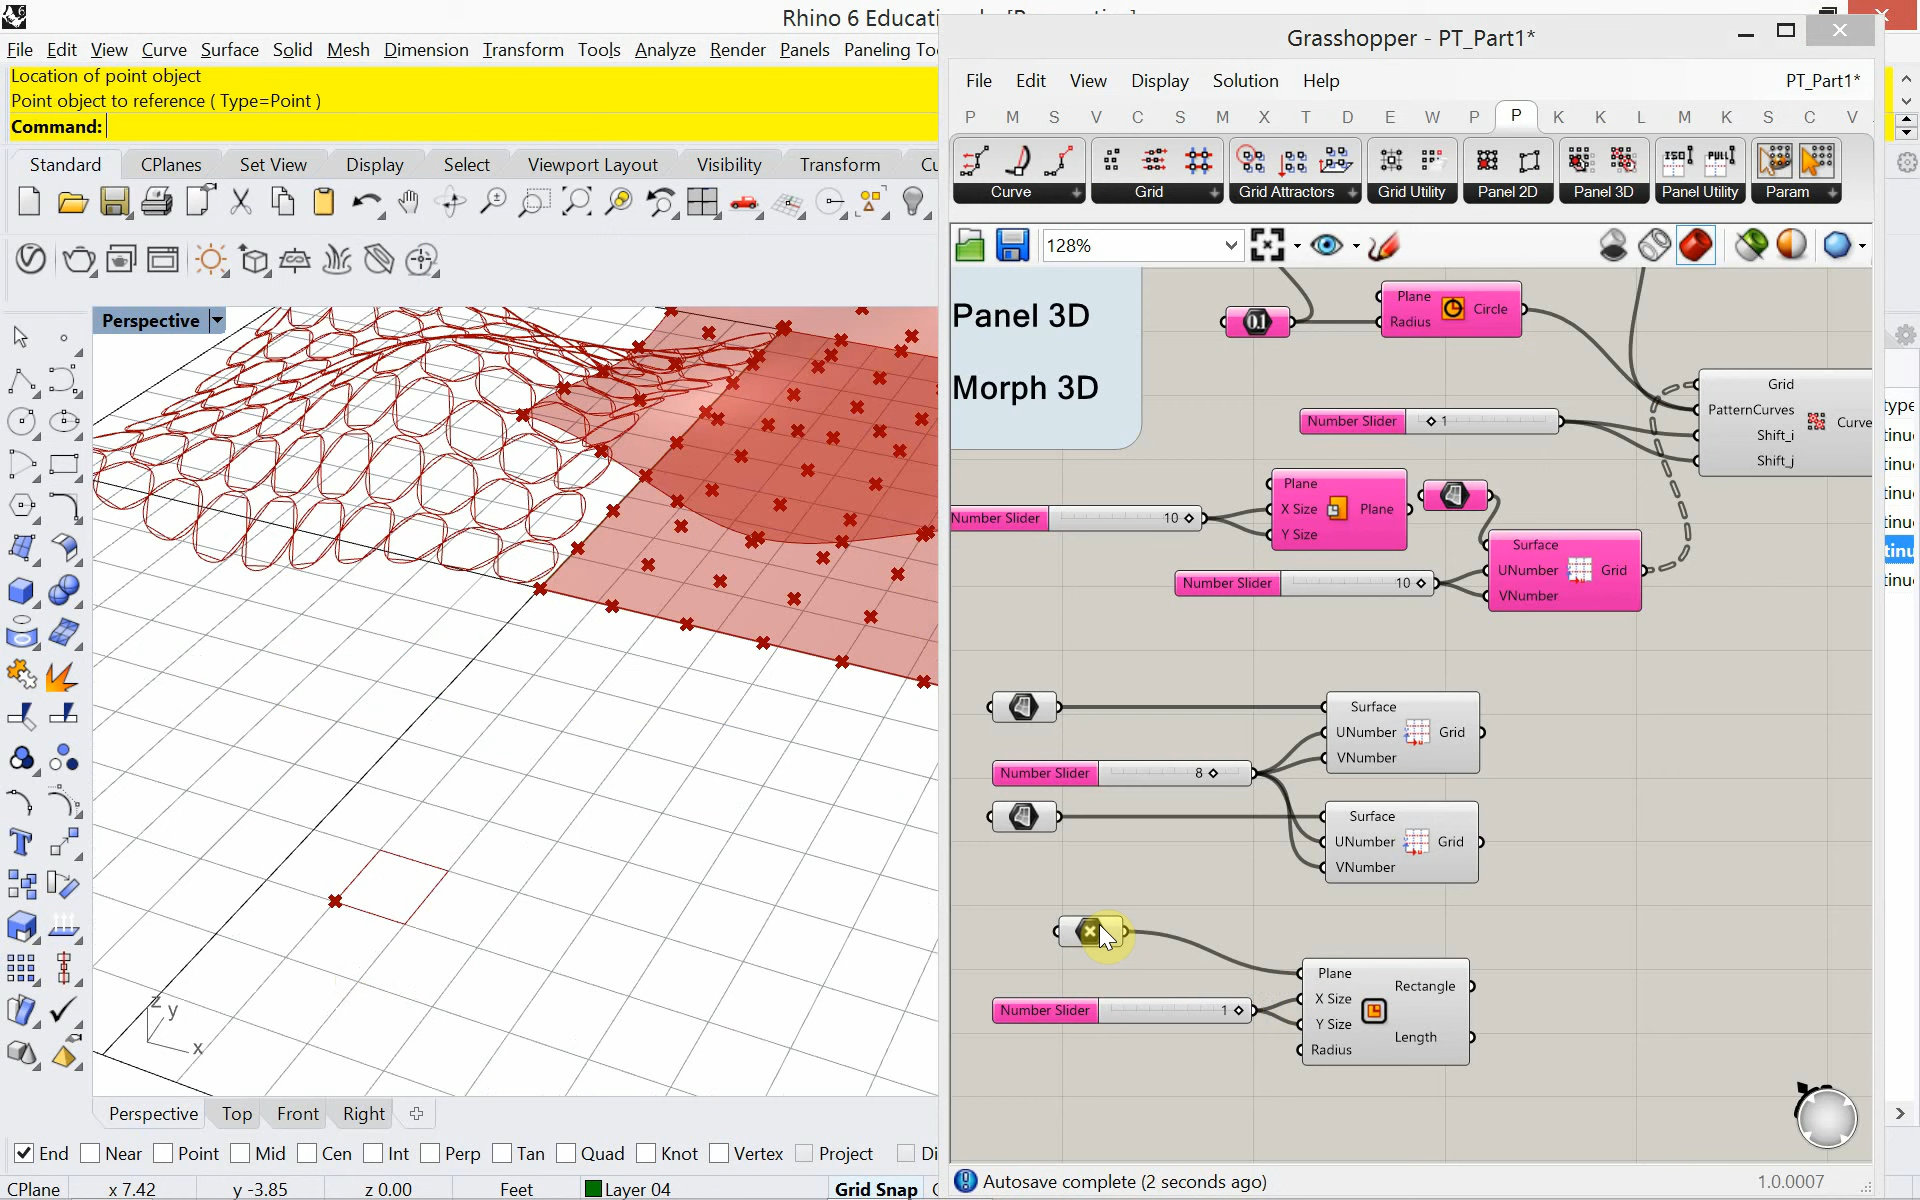 Rhino 6 Educati
File Edit View Curve Surface Solid Mesh Dimension Transform Tools Analyze Render Panels Paneling To
Location of point object
Point object to reference ( Type=Point )
Command:
Standard CPlanes Set View Display Select Viewport Layout Visibility Transform Cu
Perspective
z y
x
Perspective Top Front Right
End Near Point Mid Cen Int Perp Tan Quad Knot Vertex Project Di
CPlane x 7.42 y -3.85 z 0.00 Feet Layer 04 Grid Snap
Grasshopper - PT_Part1*
File Edit View Display Solution Help PT_Part1*
P M S V C S M X T D E W P P K K L M K S C V
Curve Grid Grid Attractors Grid Utility Panel 2D Panel 3D Panel Utility Param
128%
Panel 3D
Morph 3D
Plane
Radius
Circle
0.1
Number Slider 1
Grid
PatternCurves
Shift_i
Shift_j
Curve
Number Slider 10
Plane
X Size
Y Size
Plane
Number Slider 10
Surface
UNumber
VNumber
Grid
Surface
UNumber
VNumber
Grid
Number Slider 8
Surface
UNumber
VNumber
Grid
Number Slider 1
Plane
X Size
Y Size
Radius
Rectangle
Length
Autosave complete (2 seconds ago)
1.0.0007
type
tinu
tinu
tinu
tinu
tinu
tinu